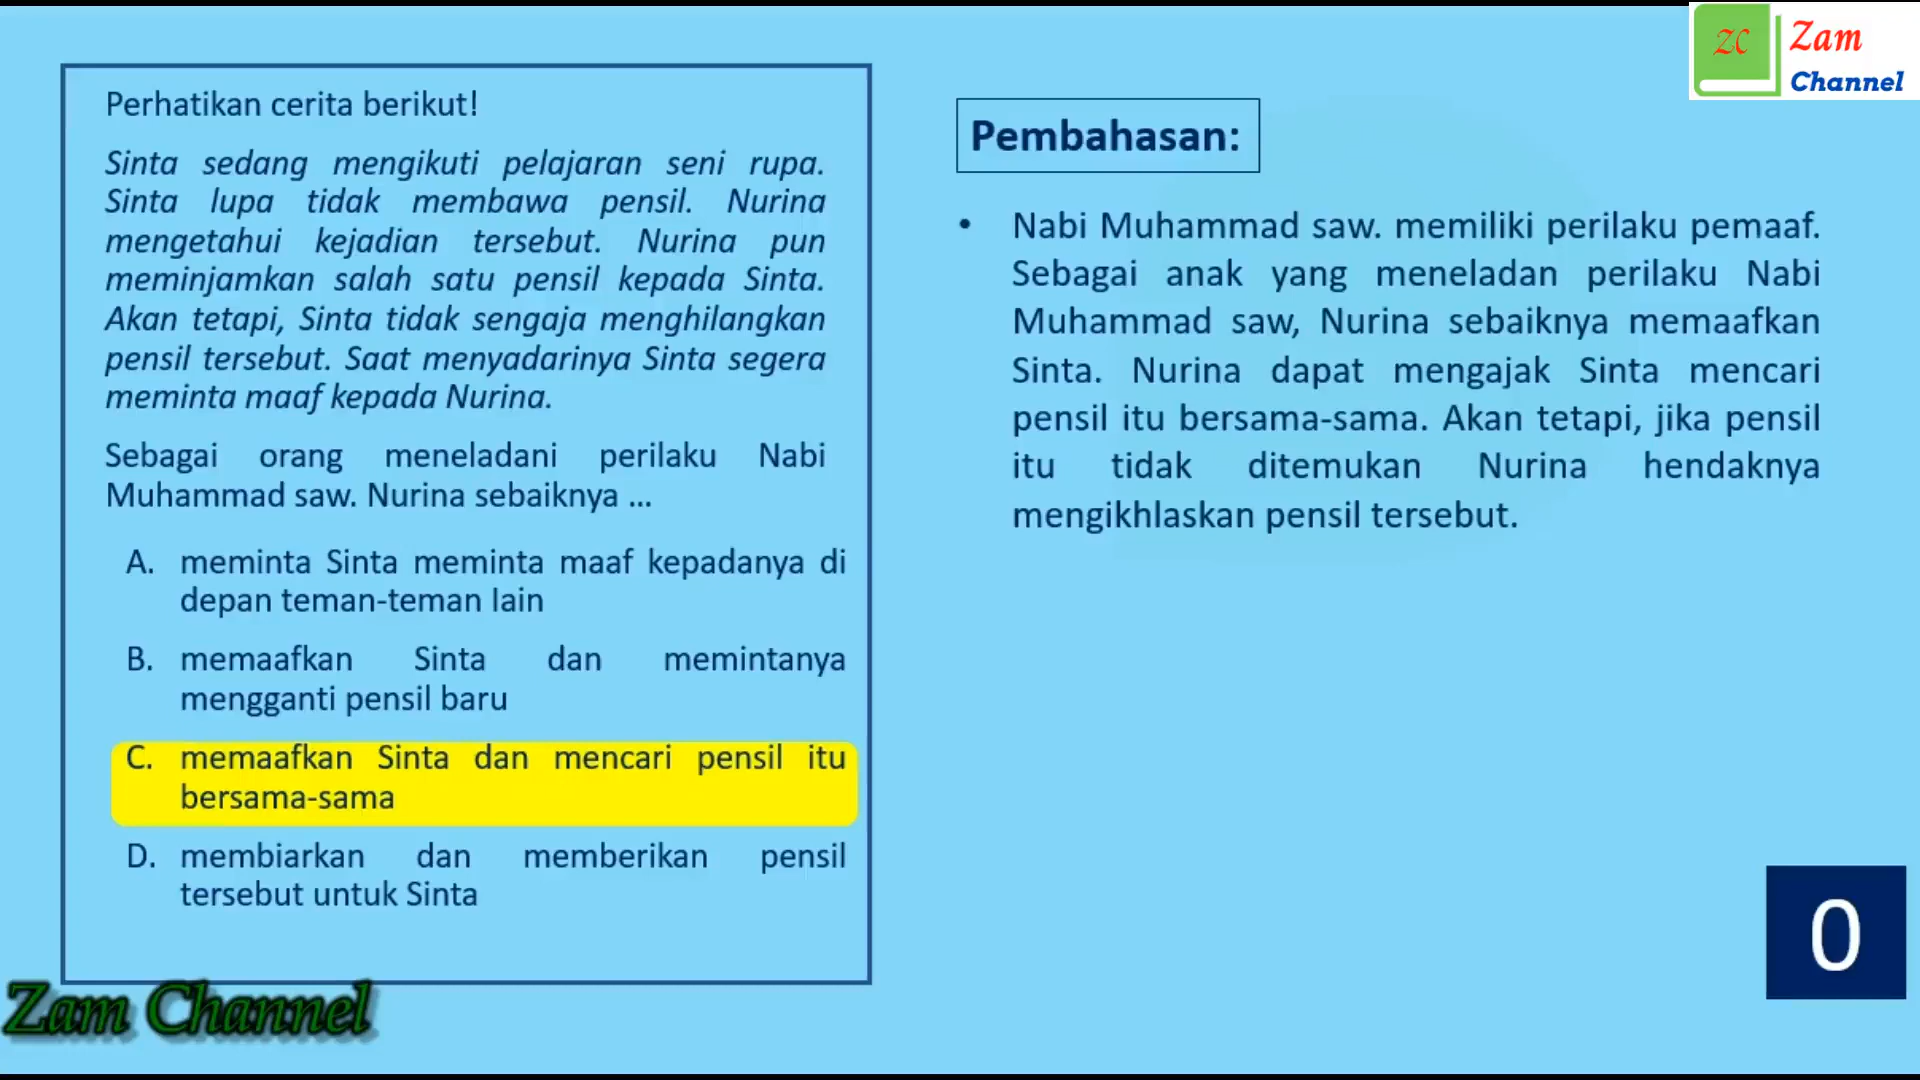 Perhatikan cerita berikut!
Sinta sedang mengikuti pelajaran seni rupa.
Sinta lupa tidak membawa pensil. Nurina
mengetahui kejadian tersebut. Nurina pun
meminjamkan salah satu pensil kepada Sinta.
Akan tetapi, Sinta tidak sengaja menghilangkan
pensil tersebut. Saat menyadarinya Sinta segera
meminta maaf kepada Nurina.
Sebagai orang meneladani perilaku Nabi
Muhammad saw. Nurina sebaiknya ...
A. meminta Sinta meminta maaf kepadanya di
depan teman-teman lain
B. memaafkan Sinta dan memintanya
mengganti pensil baru
C. memaafkan Sinta dan mencari pensil itu
bersama-sama
D. membiarkan dan memberikan pensil
tersebut untuk Sinta
Zam Channel
ZC
Zam
Channel
Pembahasan:
• Nabi Muhammad saw. memiliki perilaku pemaaf.
Sebagai anak yang meneladan perilaku Nabi
Muhammad saw, Nurina sebaiknya memaafkan
Sinta. Nurina dapat mengajak Sinta mencari
pensil itu bersama-sama. Akan tetapi, jika pensil
itu tidak ditemukan Nurina hendaknya
mengikhlaskan pensil tersebut.
0